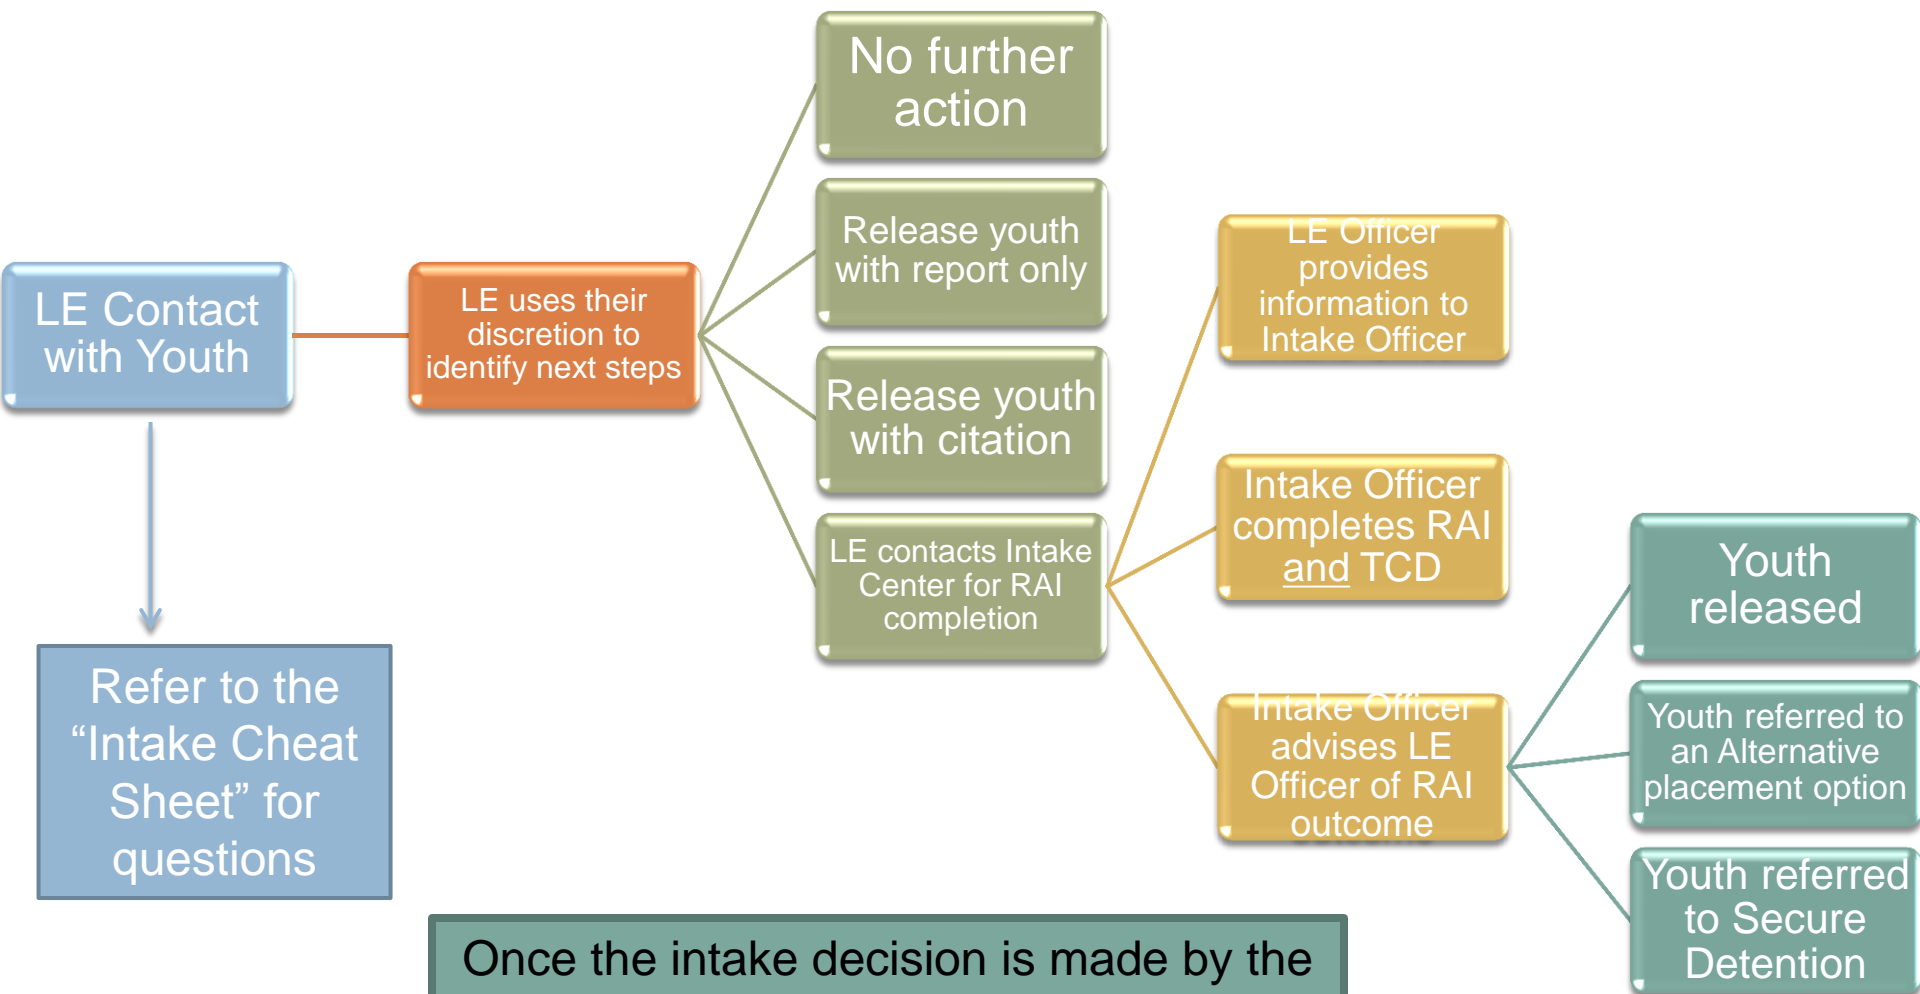 LE Contact
with Youth
Refer to the
“Intake Cheat
Sheet” for
questions
LE uses their
discretion to
identify next steps
No further
action
Release youth
with report only
Release youth
with citation
LE contacts Intake
Center for RAI
completion
LE Officer
provides
information to
Intake Officer
Intake Officer
completes RAI
and TCD
Intake Officer
advises LE
Officer of RAI
outcome
Youth
released
Youth referred to
an Alternative
placement option
Youth referred
to Secure
Detention
Once the intake decision is made by the